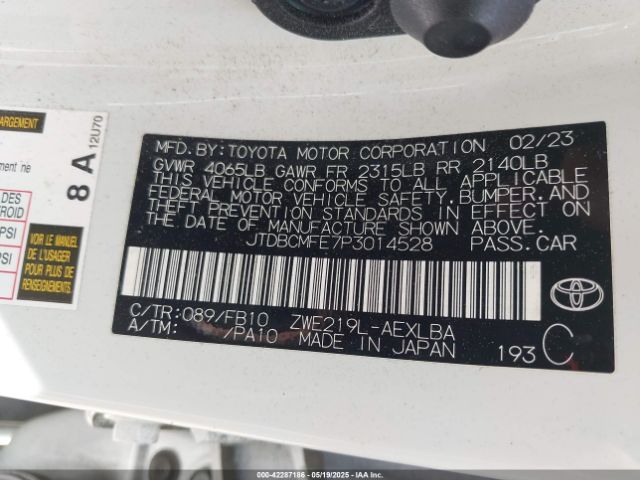 MFD.BY:TOYOTA MOTOR CORPORATION 02/23
GVWR 4065LB GAWR FR 2315LB RR 2140LB
THIS VEHICLE CONFORMS TO ALL APPLICABLE
FEDERAL MOTOR VEHICLE SAFETY,BUMPER,AND
THEFT PREVENTION STANDARDS IN EFFECT ON
THE DATE OF MANUFACTURE SHOWN ABOVE.
JTDBCMFE7P3014528 PASS.CAR
C/TR:089/FB10 ZWE219L-AEXLBA
A/TM: /PA10 MADE IN JAPAN 193 C
TOYOTA
ARGEMENT
ement ne
8 A 12U70
DES
ROID
PSI
PSI
VOIR LE MANUEL
DE L'USAGER
POUR PLUS DE
RENSEIGNEMENTS
000-42287186 - 05/19/2025 - IAA Inc.